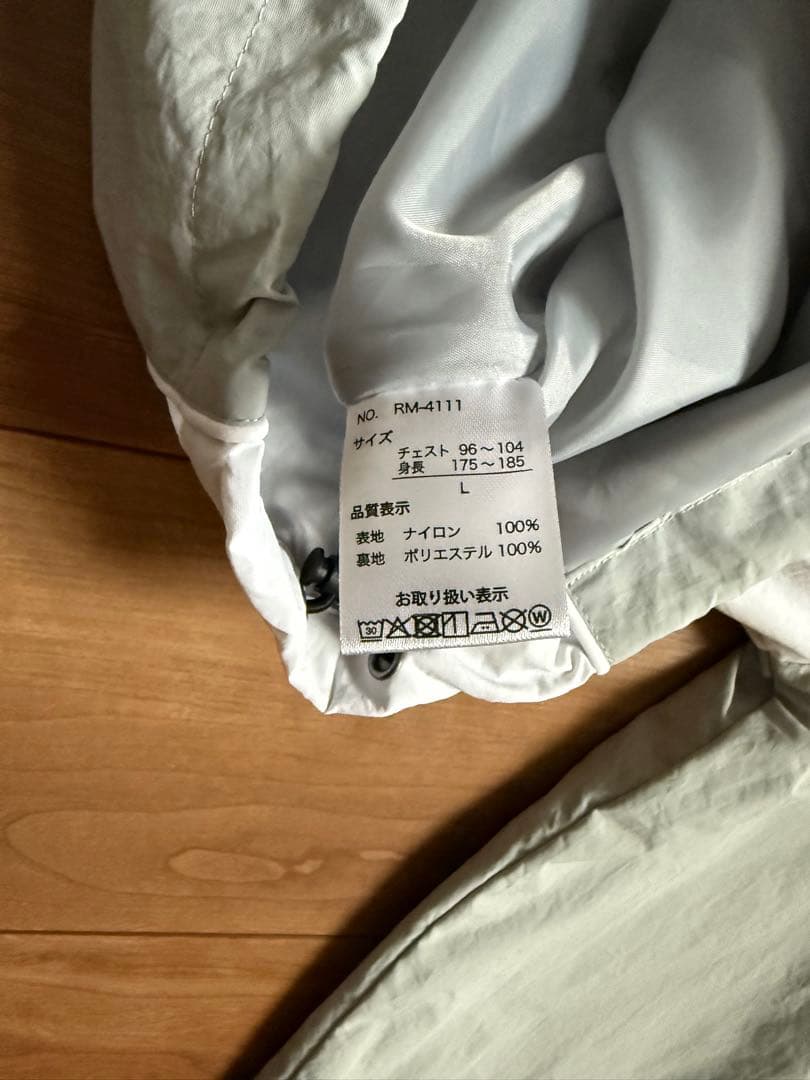 NO. RM-4111
サイズ
チェスト 96～104
身長 175～185
L
品質表示
表地 ナイロン 100%
裏地 ポリエステル 100%
お取り扱い表示
30 W